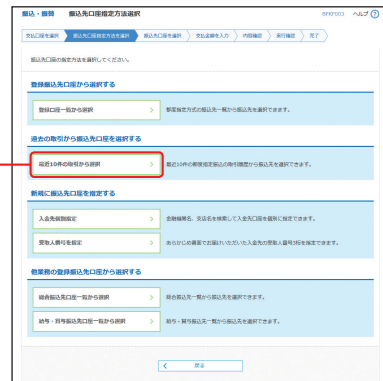 振込・振替 振込先口座指定方法選択 BFKF003 ヘルプ ?
支払口座を選択 振込先口座指定方法を選択 振込先口座を選択 支払金額を入力 内容確認 実行確認 完了
振込先口座の指定方法を選択してください。
登録振込先口座から選択する
登録口座一覧から選択 都度指定方式の振込先一覧から振込先を選択できます。
過去の取引から振込先口座を選択する
最近10件の取引から選択 最近10件の都度指定振込の取引履歴から振込先を選択できます。
新規に振込先口座を指定する
入金先個別指定 金融機関名、支店名を検索して入金先口座を個別に指定できます。
受取人番号を指定 あらかじめ書面でお届けいただいた入金先の受取人番号3桁を指定できます。
他業務の登録振込先口座から選択する
総合振込先口座一覧から選択 総合振込先一覧から振込先を選択できます。
給与・賞与振込先口座一覧から選択 給与・賞与振込先一覧から振込先を選択できます。
戻る